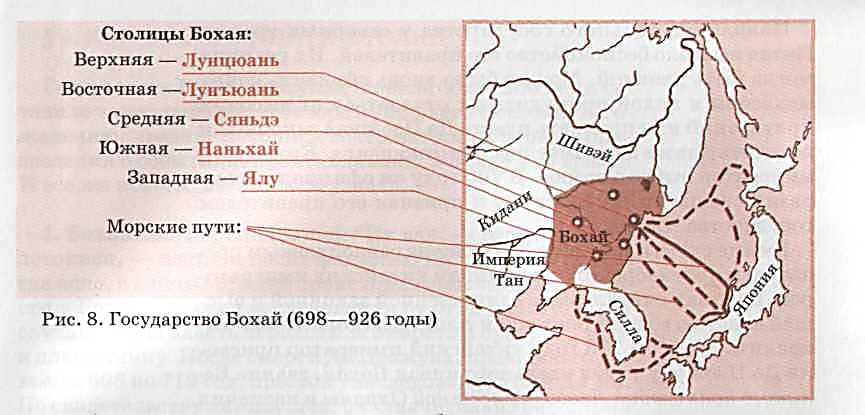 Столицы Бохая:
Верхняя — Лунцюань
Восточная — Лунъюань
Средняя — Сяньдэ
Южная — Наньхай
Западная — Ялу
Морские пути:
Шивэй
Кидани
Бохай
Империя
Тан
Силла
Япония
Рис. 8. Государство Бохай (698—926 годы)